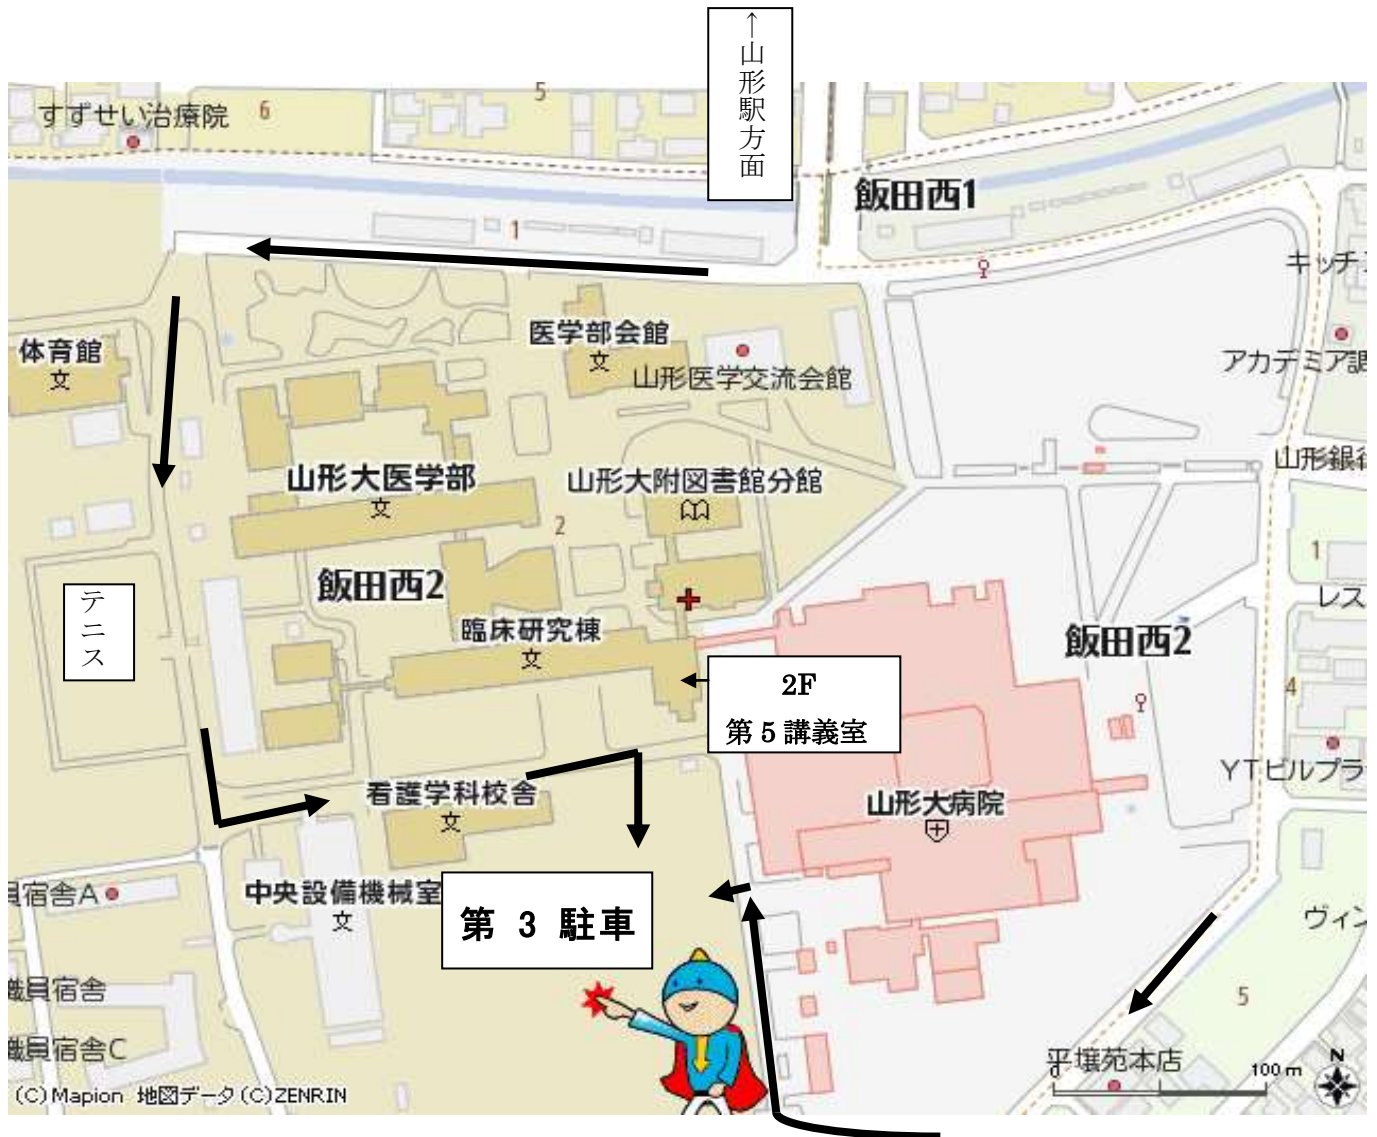 ↑山形駅方面
すずせい治療院
6
5
飯田西1
1
キッチ
体育館
文
医学部会館
文
山形医学交流会館
アカデミア調
山形大医学部
文
山形大附図書館分館
山形銀行
2
1
飯田西2
テニス
レス
臨床研究棟
文
飯田西2
2F
第5講義室
4
YTビルプラ
看護学科校舎
文
山形大病院
員宿舎A
中央設備機械室
文
第 3 駐車
ヴィン
職員宿舎
5
職員宿舎C
平壌苑本店
100 m
N
(C)Mapion 地図データ(C)ZENRIN